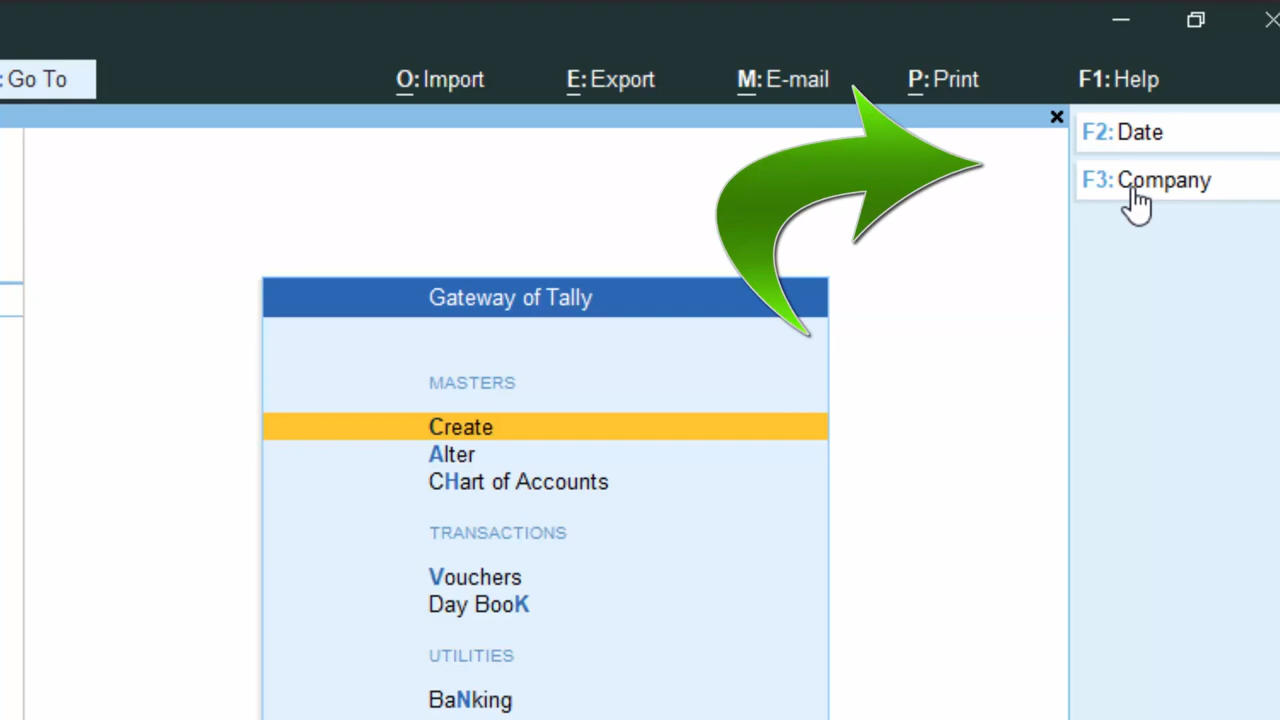 : Go To
O: Import
E: Export
M: E-mail
P: Print
F1: Help
F2: Date
F3: Company
Gateway of Tally
MASTERS
Create
Alter
CHart of Accounts
TRANSACTIONS
Vouchers
Day BooK
UTILITIES
BaNking